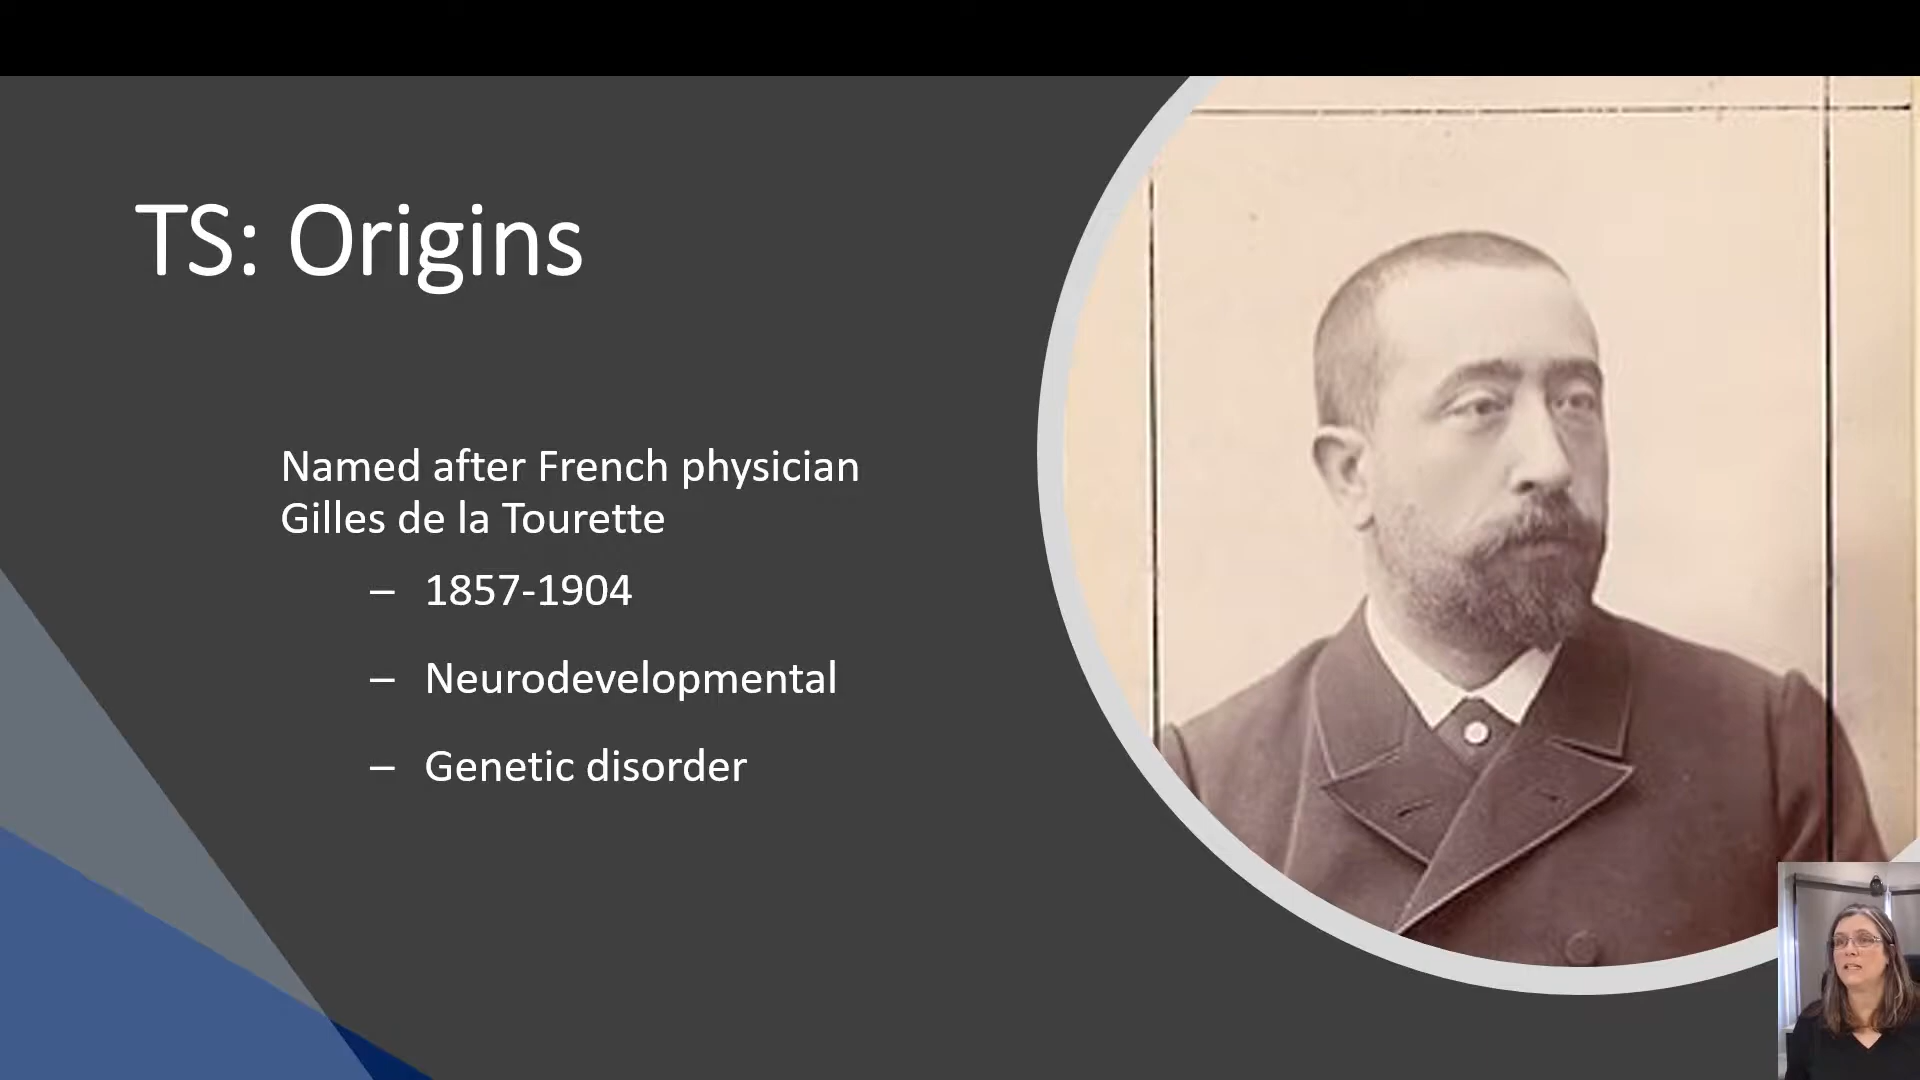 TS: Origins
Named after French physician
Gilles de la Tourette
– 1857-1904
– Neurodevelopmental
– Genetic disorder